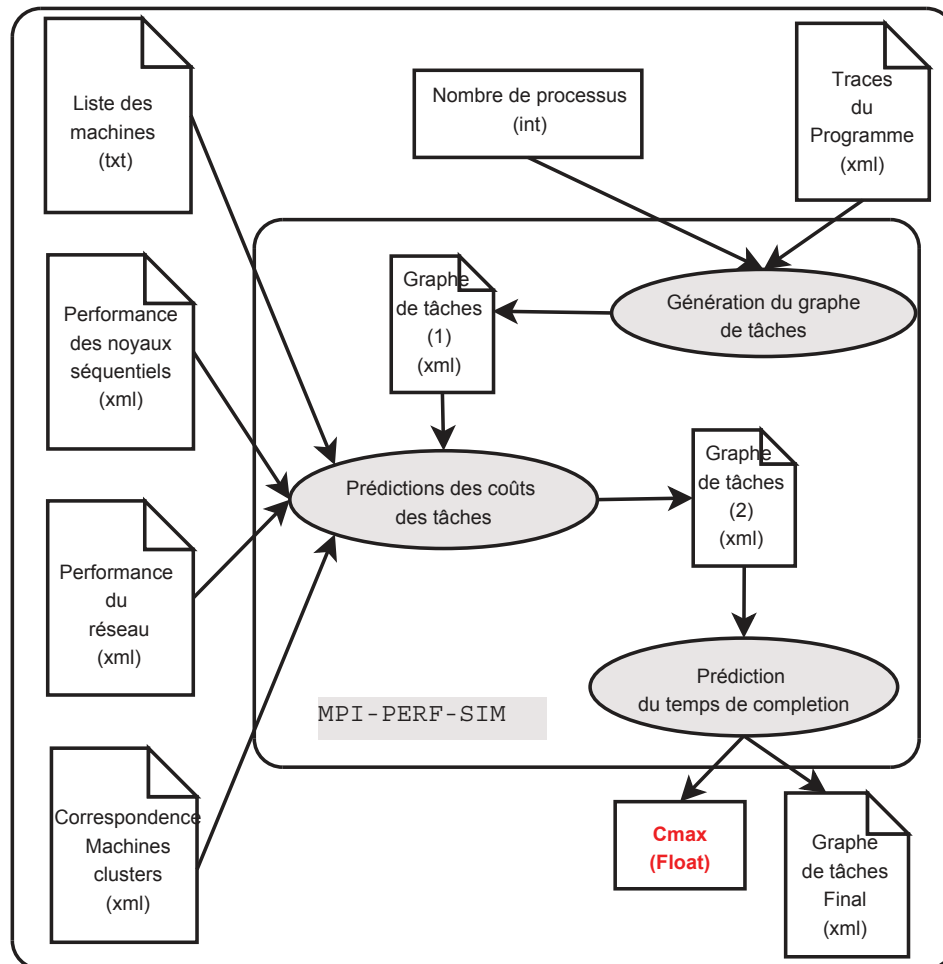 Liste des
machines
(txt)
Nombre de processus
(int)
Traces
du
Programme
(xml)
Performance
des noyaux
séquentiels
(xml)
Graphe
de tâches
(1)
(xml)
Génération du graphe
de tâches
Prédictions des coûts
des tâches
Graphe
de tâches
(2)
(xml)
Performance
du
réseau
(xml)
Prédiction
du temps de completion
MPI-PERF-SIM
Correspondence
Machines
clusters
(xml)
Cmax
(Float)
Graphe
de tâches
Final
(xml)